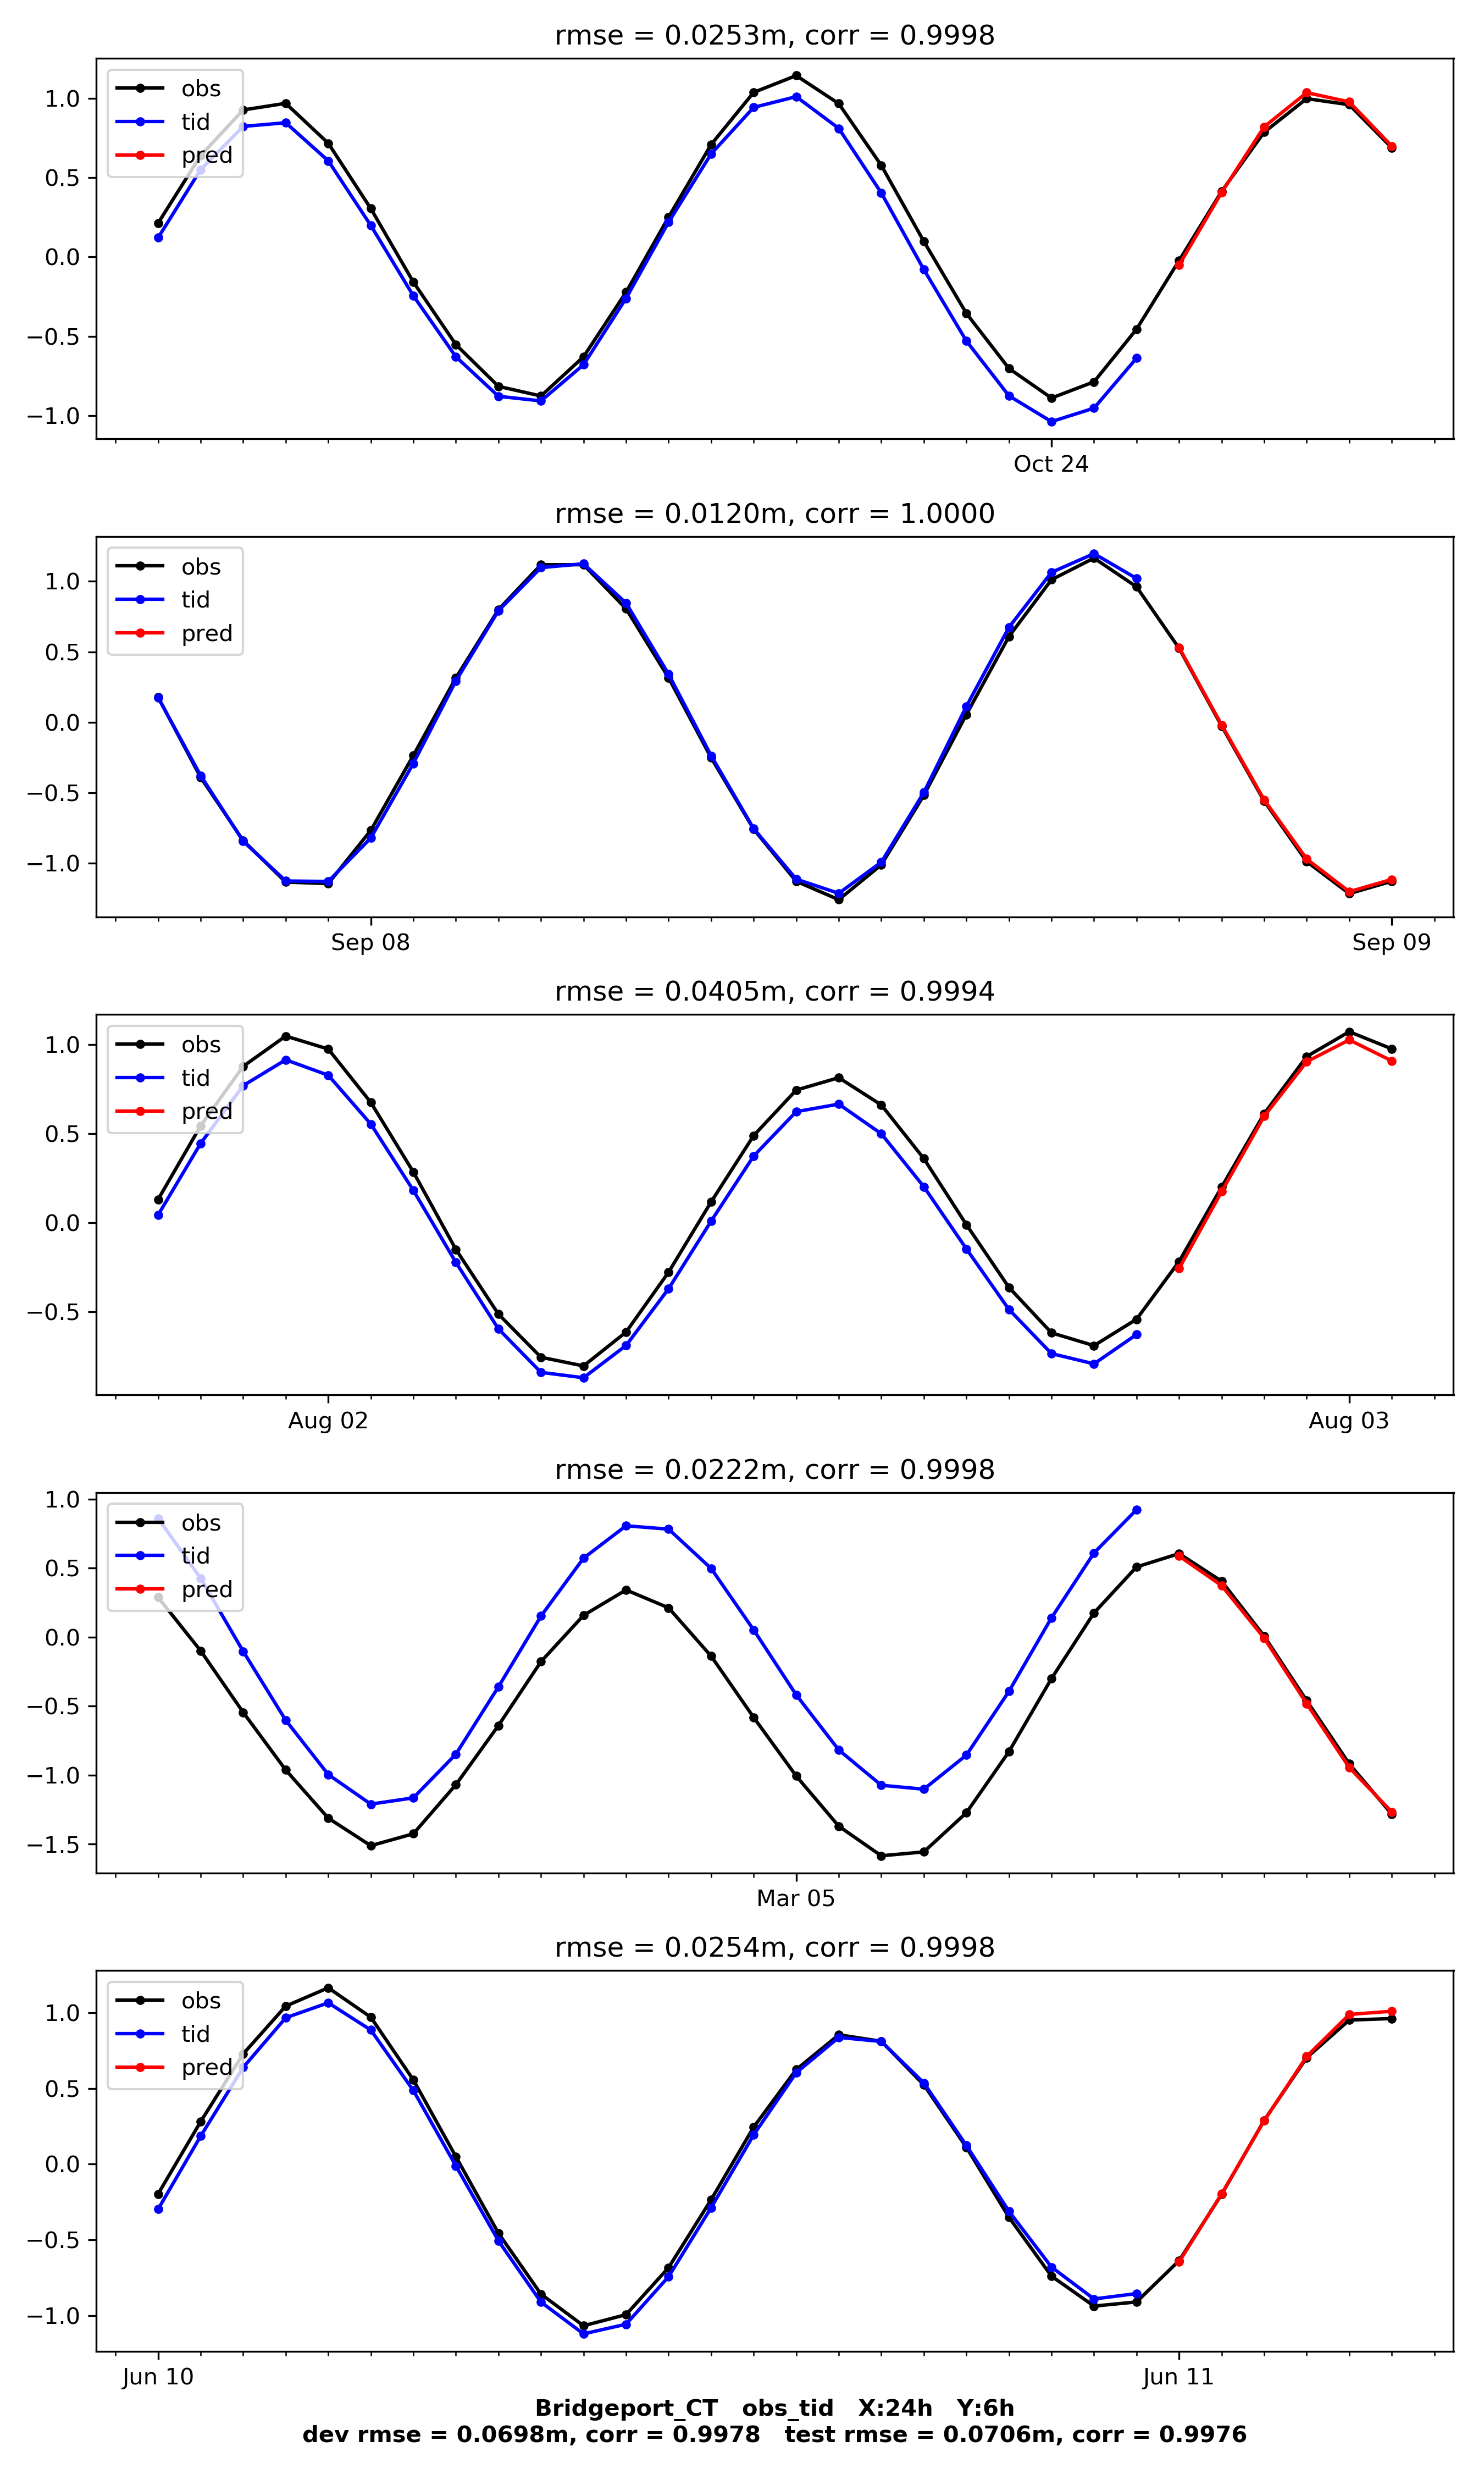 rmse = 0.0253m, corr = 0.9998
obs
tid
pred
1.0
0.5
0.0
−0.5
−1.0
Oct 24
rmse = 0.0120m, corr = 1.0000
obs
tid
pred
1.0
0.5
0.0
−0.5
−1.0
Sep 08 Sep 09
rmse = 0.0405m, corr = 0.9994
obs
tid
pred
1.0
0.5
0.0
−0.5
Aug 02 Aug 03
rmse = 0.0222m, corr = 0.9998
obs
tid
pred
1.0
0.5
0.0
−0.5
−1.0
−1.5
Mar 05
rmse = 0.0254m, corr = 0.9998
obs
tid
pred
1.0
0.5
0.0
−0.5
−1.0
Jun 10 Jun 11
Bridgeport_CT obs_tid X:24h Y:6h
dev rmse = 0.0698m, corr = 0.9978 test rmse = 0.0706m, corr = 0.9976